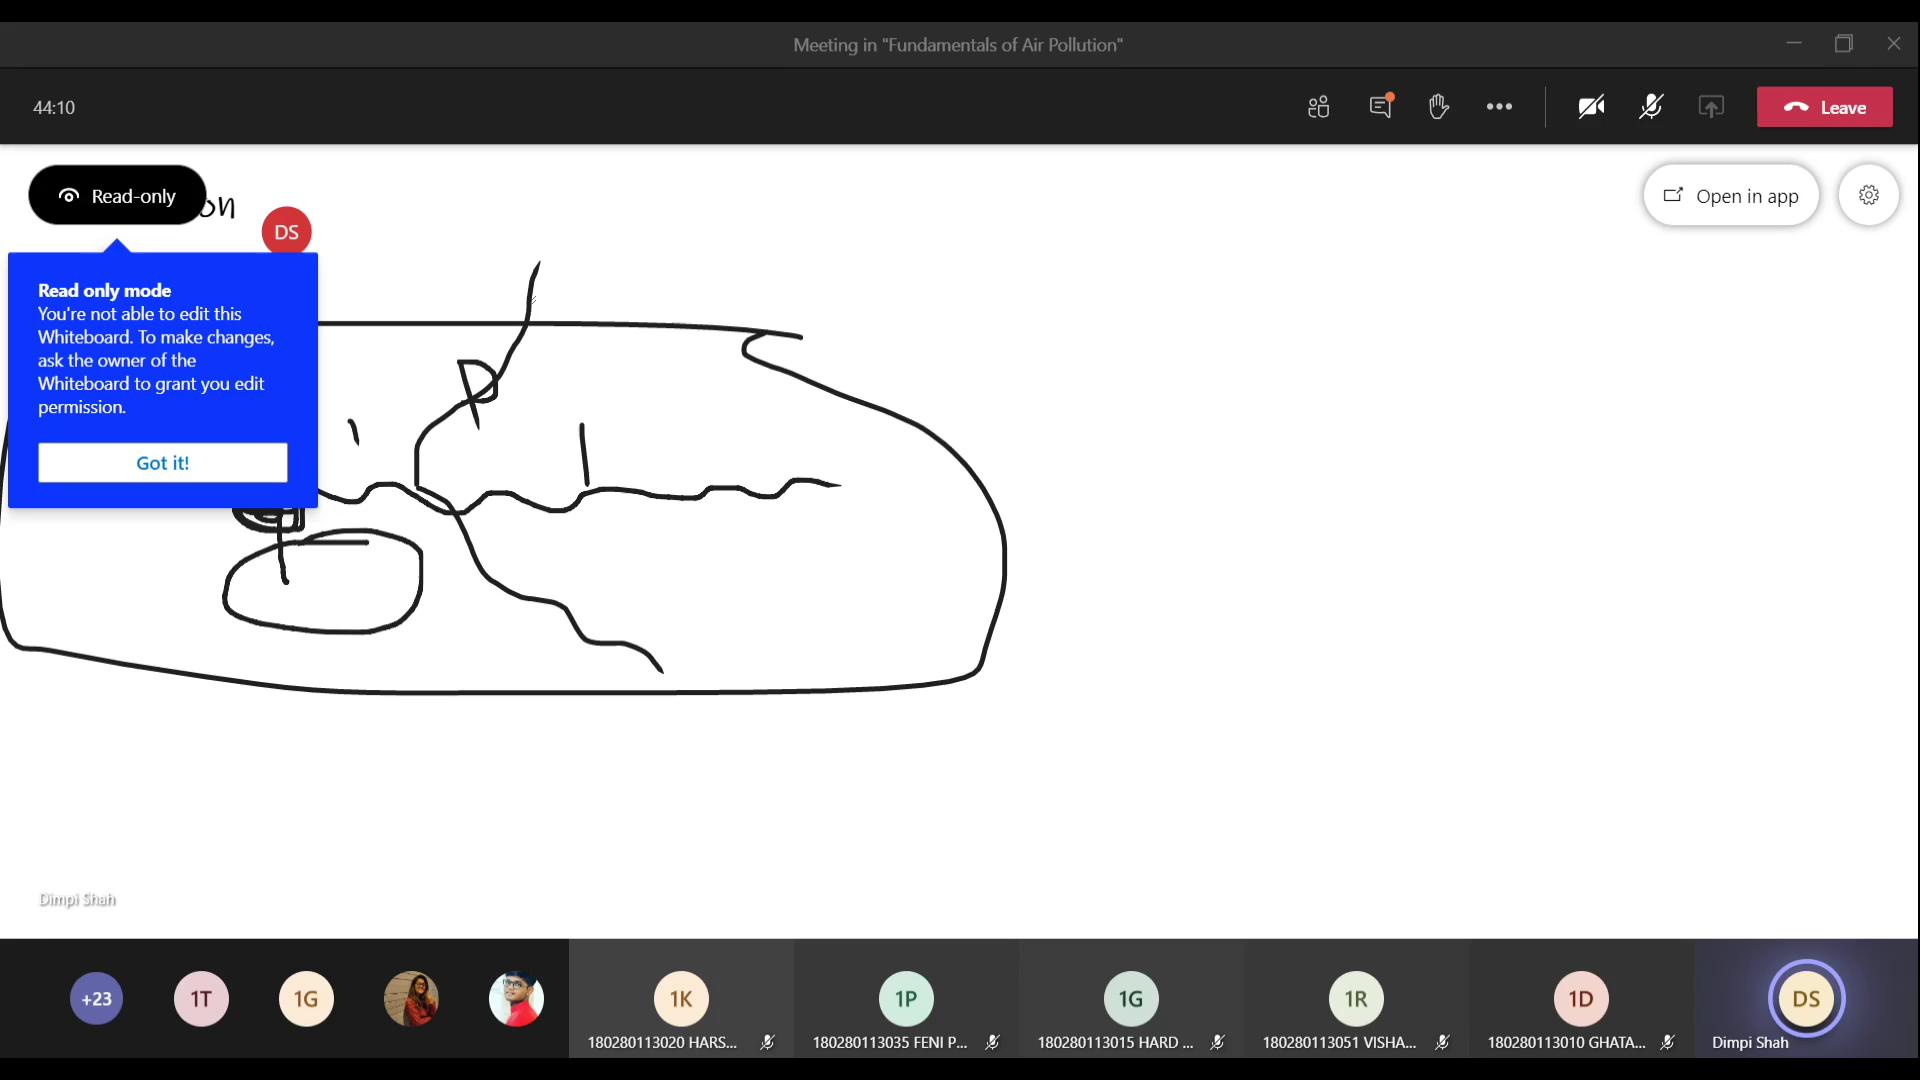 Meeting in "Fundamentals of Air Pollution"
44:10
Leave
Read-only
on
DS
Open in app
Read only mode
You're not able to edit this
Whiteboard. To make changes,
ask the owner of the
Whiteboard to grant you edit
permission.
Got it!
P
Dimpi Shah
+23
1T
1G
1K
1P
1G
1R
1D
DS
180280113020 HARS...
180280113035 FENI P...
180280113015 HARD ...
180280113051 VISHA...
180280113010 GHATA...
Dimpi Shah